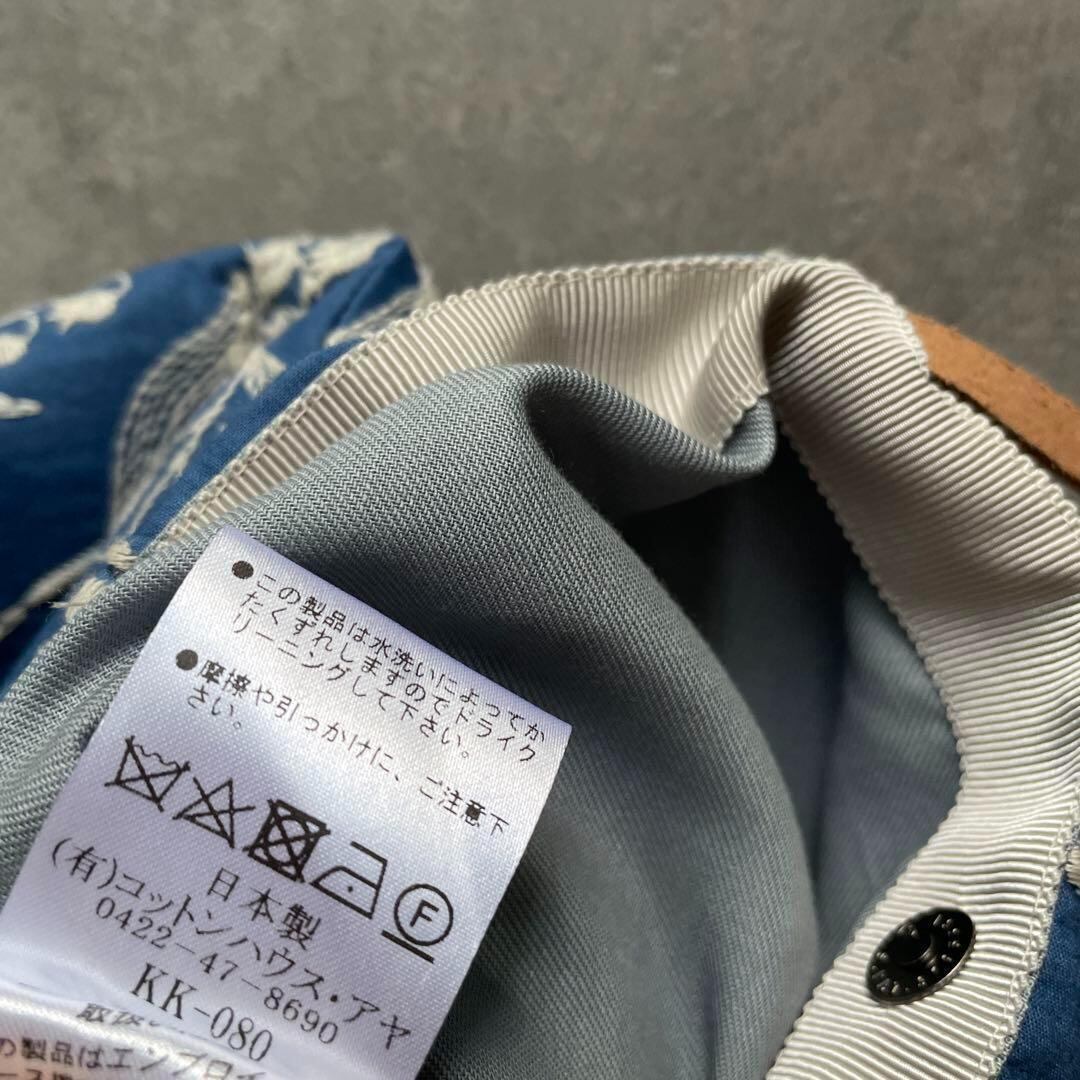 ●この製品は水洗いによってか
たくずれしますのでドライク
リーニングして下さい。
●摩擦や引っかけに、ご注意下
さい。
F
日本製
(有)コットンハウス・アヤ
0422-47-8690
KK-080
の製品はエンブロイ